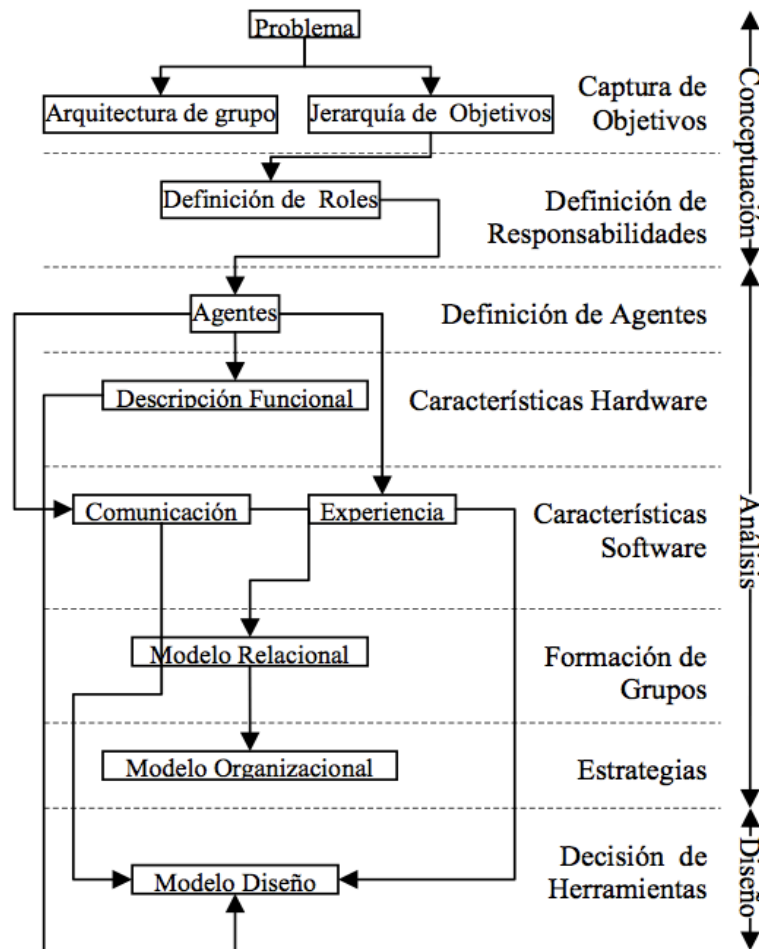 Problema
Arquitectura de grupo
Jerarquía de Objetivos
Captura de
Objetivos
Conceptuación
Definición de Roles
Definición de
Responsabilidades
Agentes
Definición de Agentes
Descripción Funcional
Características Hardware
Análisis
Comunicación
Experiencia
Características
Software
Modelo Relacional
Formación de
Grupos
Modelo Organizacional
Estrategias
Modelo Diseño
Decisión de
Herramientas
Diseño